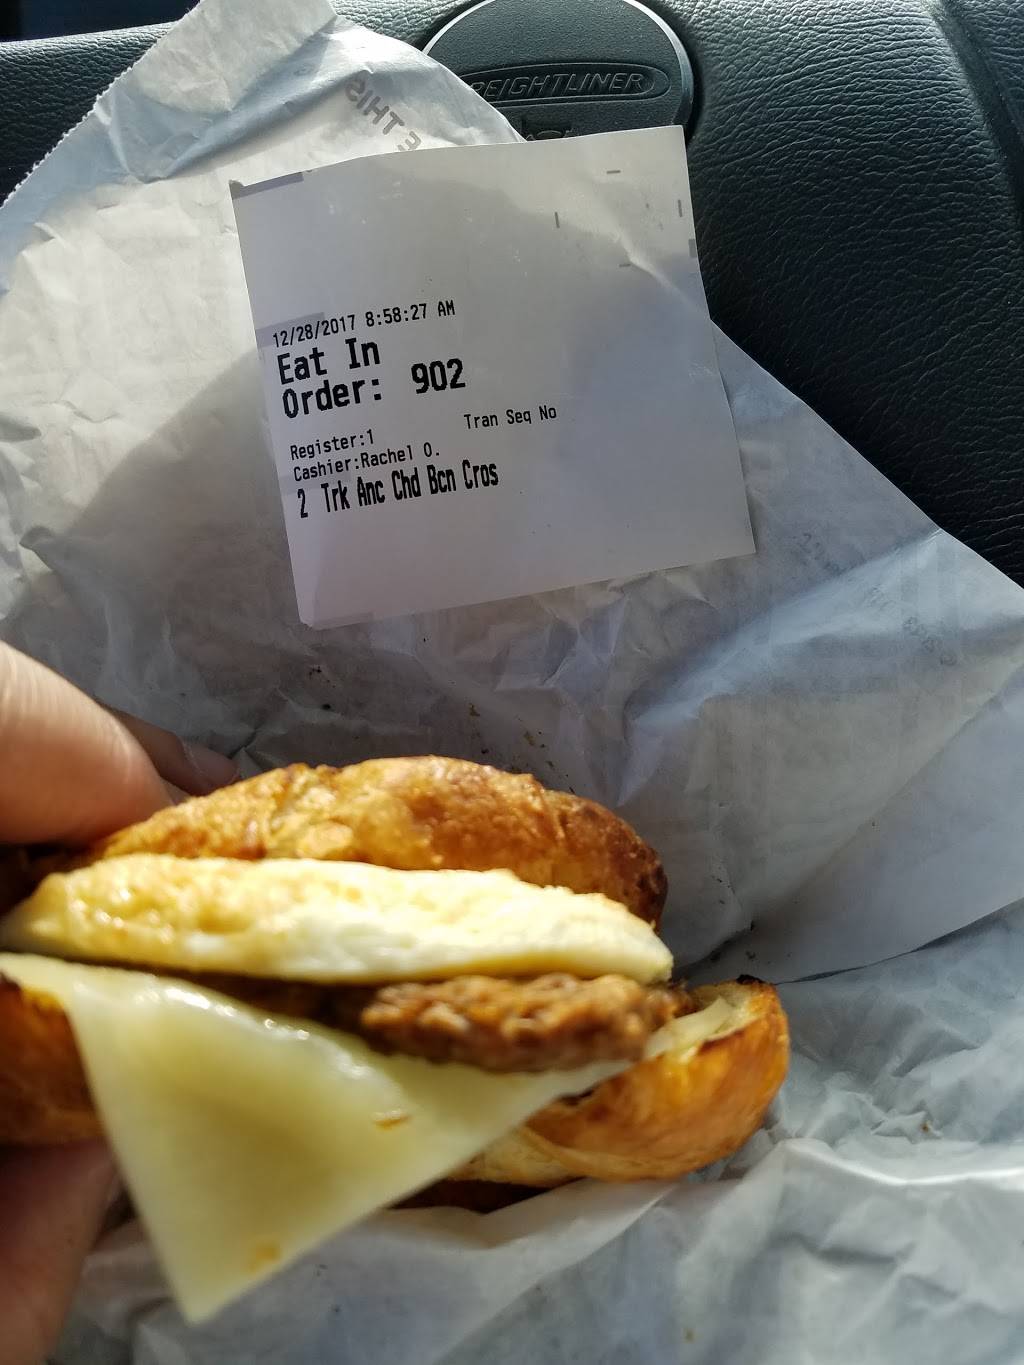 FREIGHTLINER
E THIS
12/28/2017 8:58:27 AM
Eat In
Order: 902
Tran Seq No
Register:1
Cashier:Rachel O.
2 Trk Anc Chd Bcn Cros